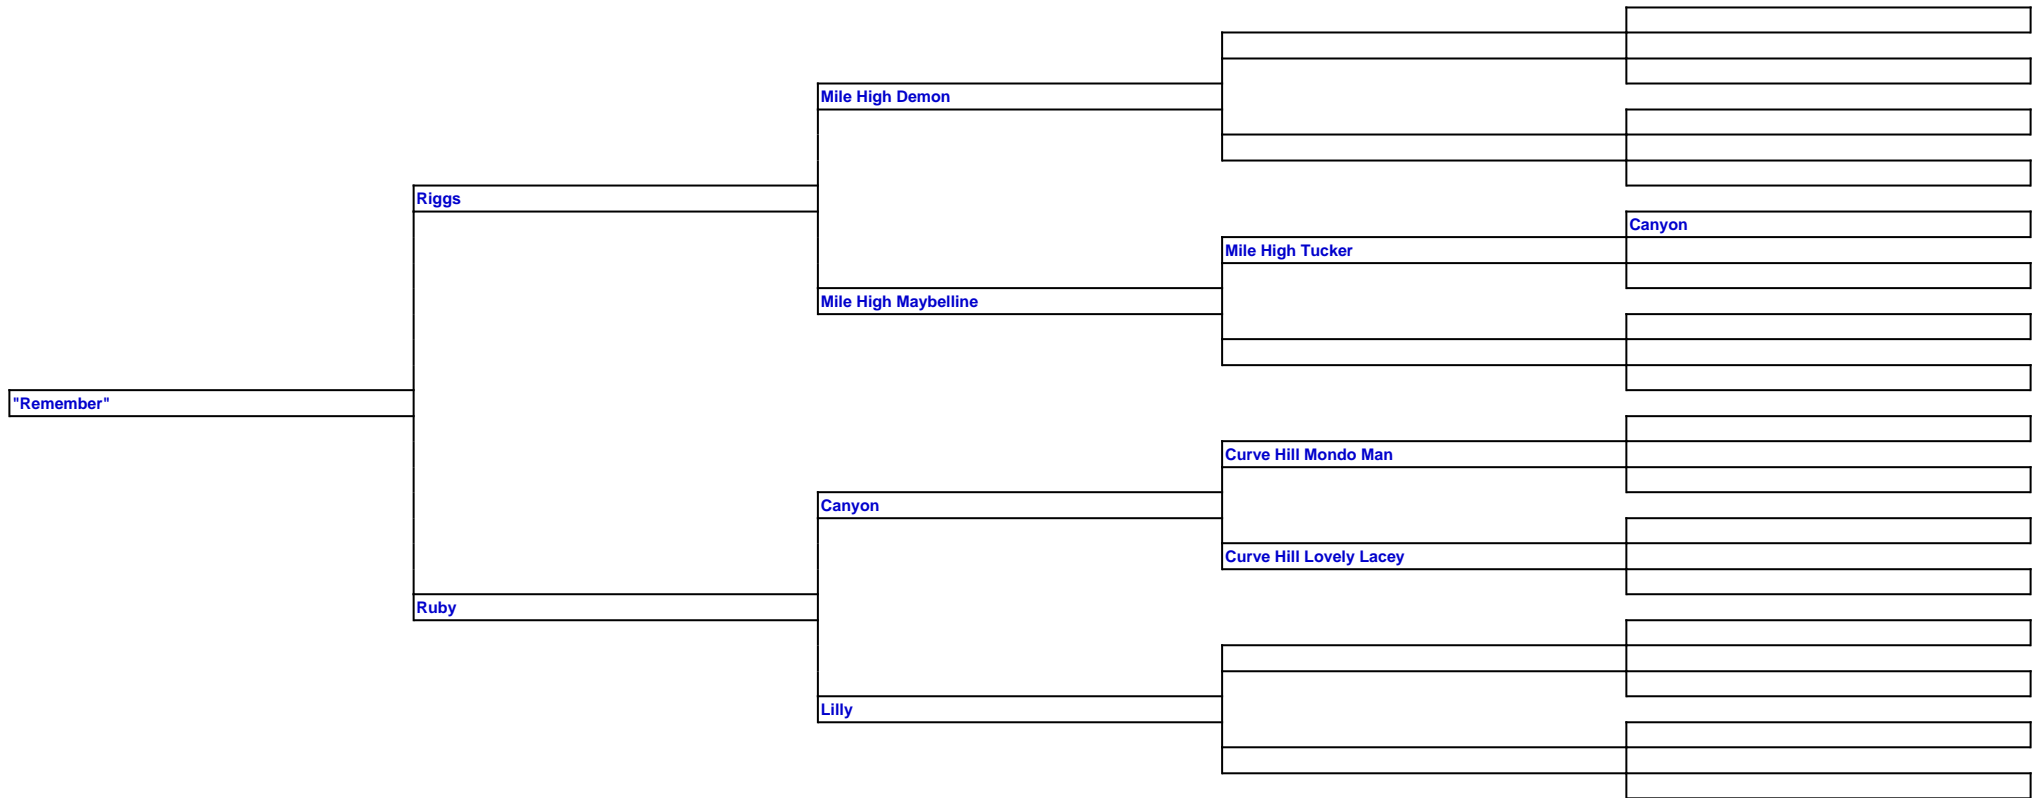 Mile High Demon
Riggs
Canyon
Mile High Tucker
Mile High Maybelline
"Remember"
Curve Hill Mondo Man
Canyon
Curve Hill Lovely Lacey
Ruby
Lilly